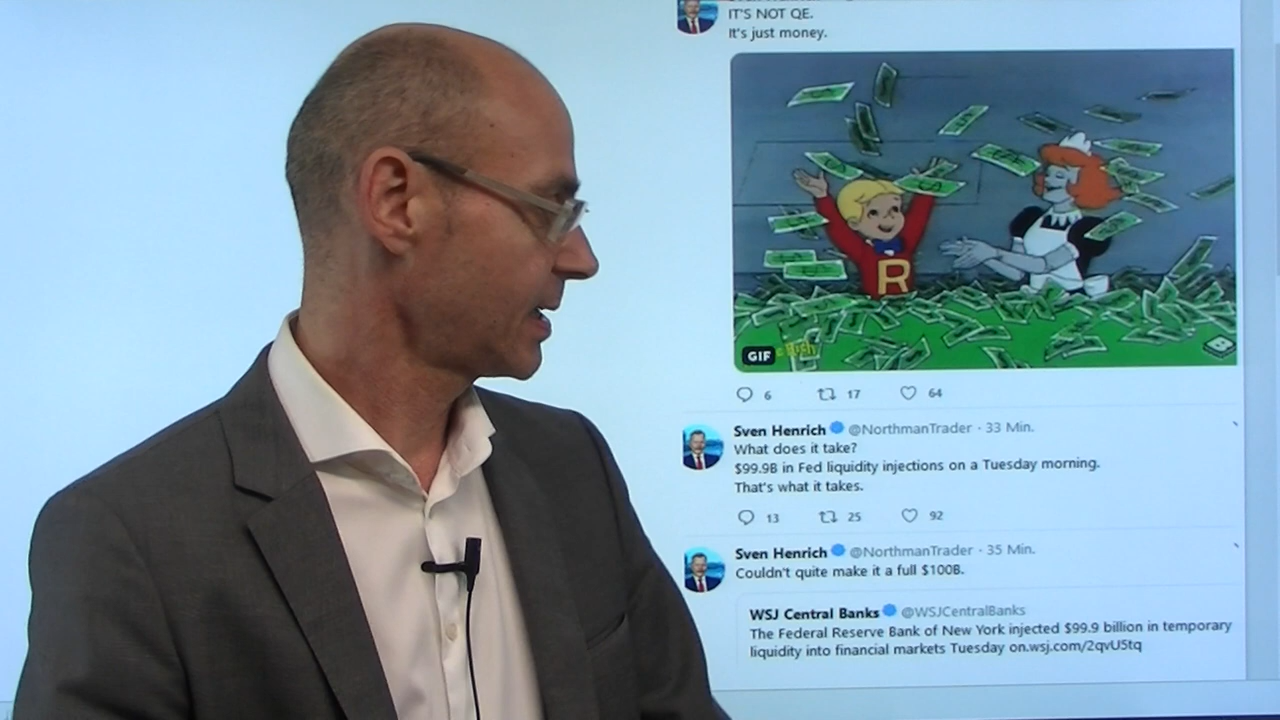 IT'S NOT QE.
It's just money.
R
GIF
6 17 64
Sven Henrich @NorthmanTrader · 33 Min.
What does it take?
$99.9B in Fed liquidity injections on a Tuesday morning.
That's what it takes.
13 25 92
Sven Henrich @NorthmanTrader · 35 Min.
Couldn't quite make it a full $100B.
WSJ Central Banks @WSJCentralBanks
The Federal Reserve Bank of New York injected $99.9 billion in temporary
liquidity into financial markets Tuesday on.wsj.com/2qvU5tq